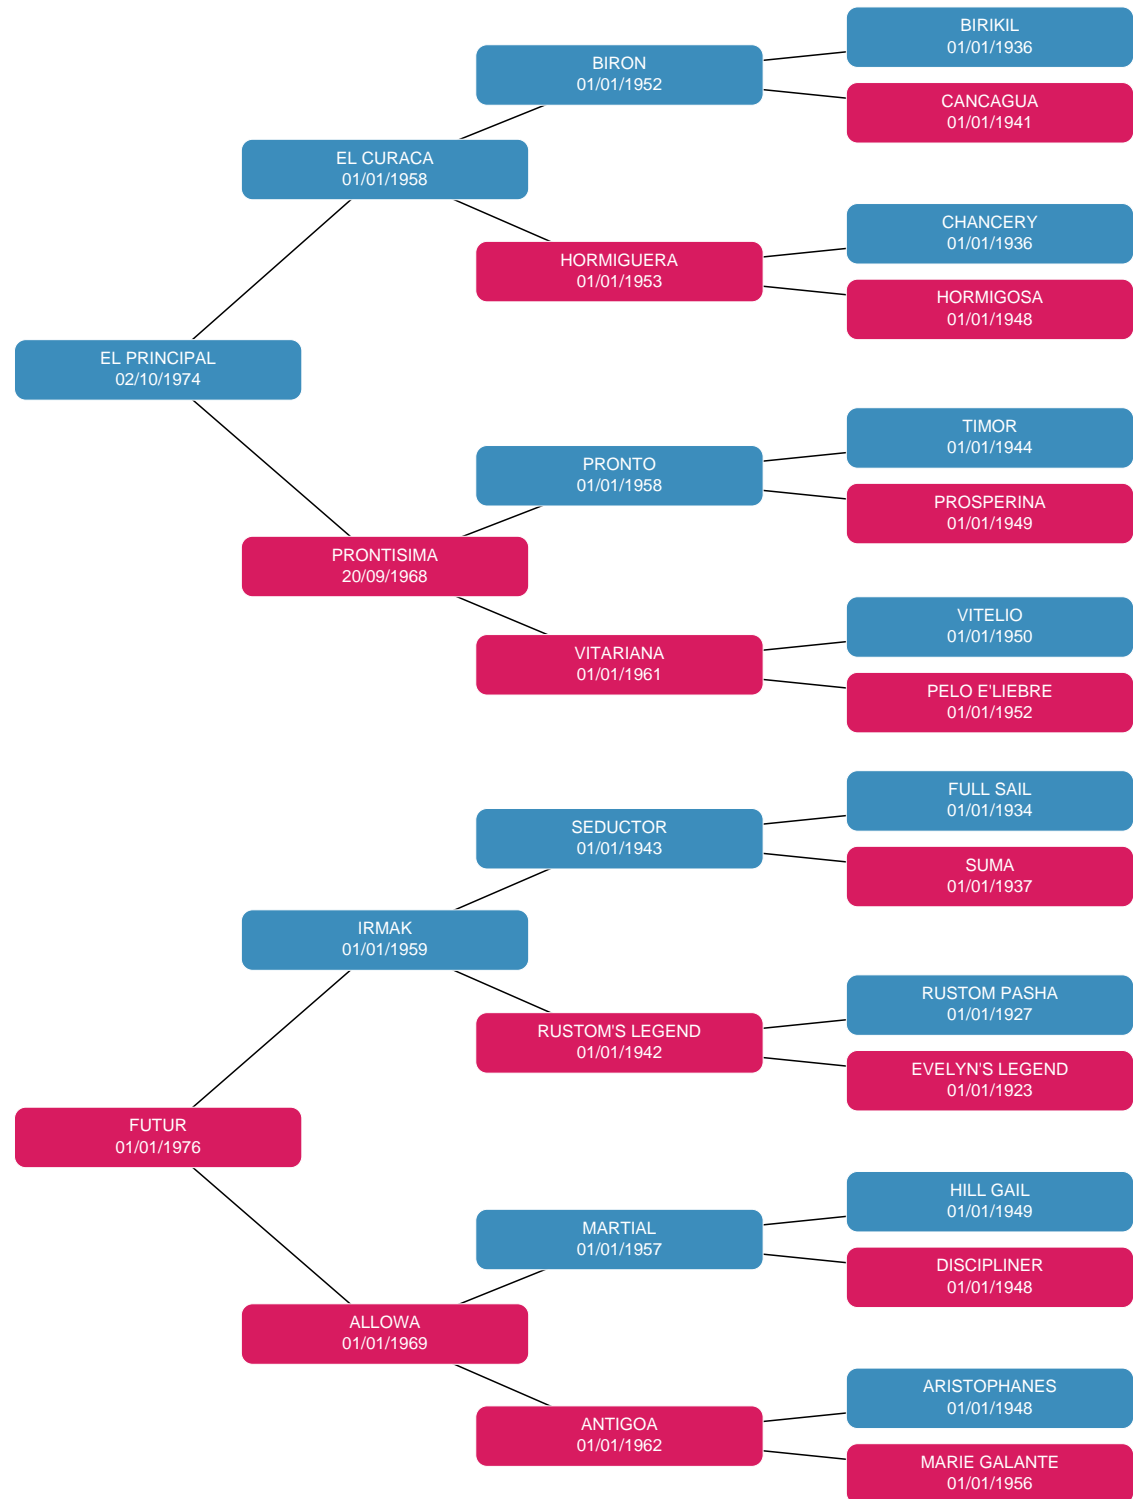 BIRIKIL
01/01/1936
BIRON
01/01/1952
CANCAGUA
01/01/1941
EL CURACA
01/01/1958
CHANCERY
01/01/1936
HORMIGUERA
01/01/1953
HORMIGOSA
01/01/1948
EL PRINCIPAL
02/10/1974
TIMOR
01/01/1944
PRONTO
01/01/1958
PROSPERINA
01/01/1949
PRONTISIMA
20/09/1968
VITELIO
01/01/1950
VITARIANA
01/01/1961
PELO E'LIEBRE
01/01/1952
FULL SAIL
01/01/1934
SEDUCTOR
01/01/1943
SUMA
01/01/1937
IRMAK
01/01/1959
RUSTOM PASHA
01/01/1927
RUSTOM'S LEGEND
01/01/1942
EVELYN'S LEGEND
01/01/1923
FUTUR
01/01/1976
HILL GAIL
01/01/1949
MARTIAL
01/01/1957
DISCIPLINER
01/01/1948
ALLOWA
01/01/1969
ARISTOPHANES
01/01/1948
ANTIGOA
01/01/1962
MARIE GALANTE
01/01/1956